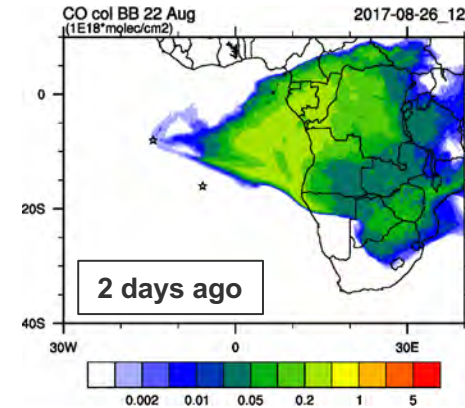 CO col BB 22 Aug 2017-08-26_12
(1E18*molec/cm2)
0
20S
2 days ago
40S
30W 0 30E
0.002 0.01 0.05 0.2 1 5